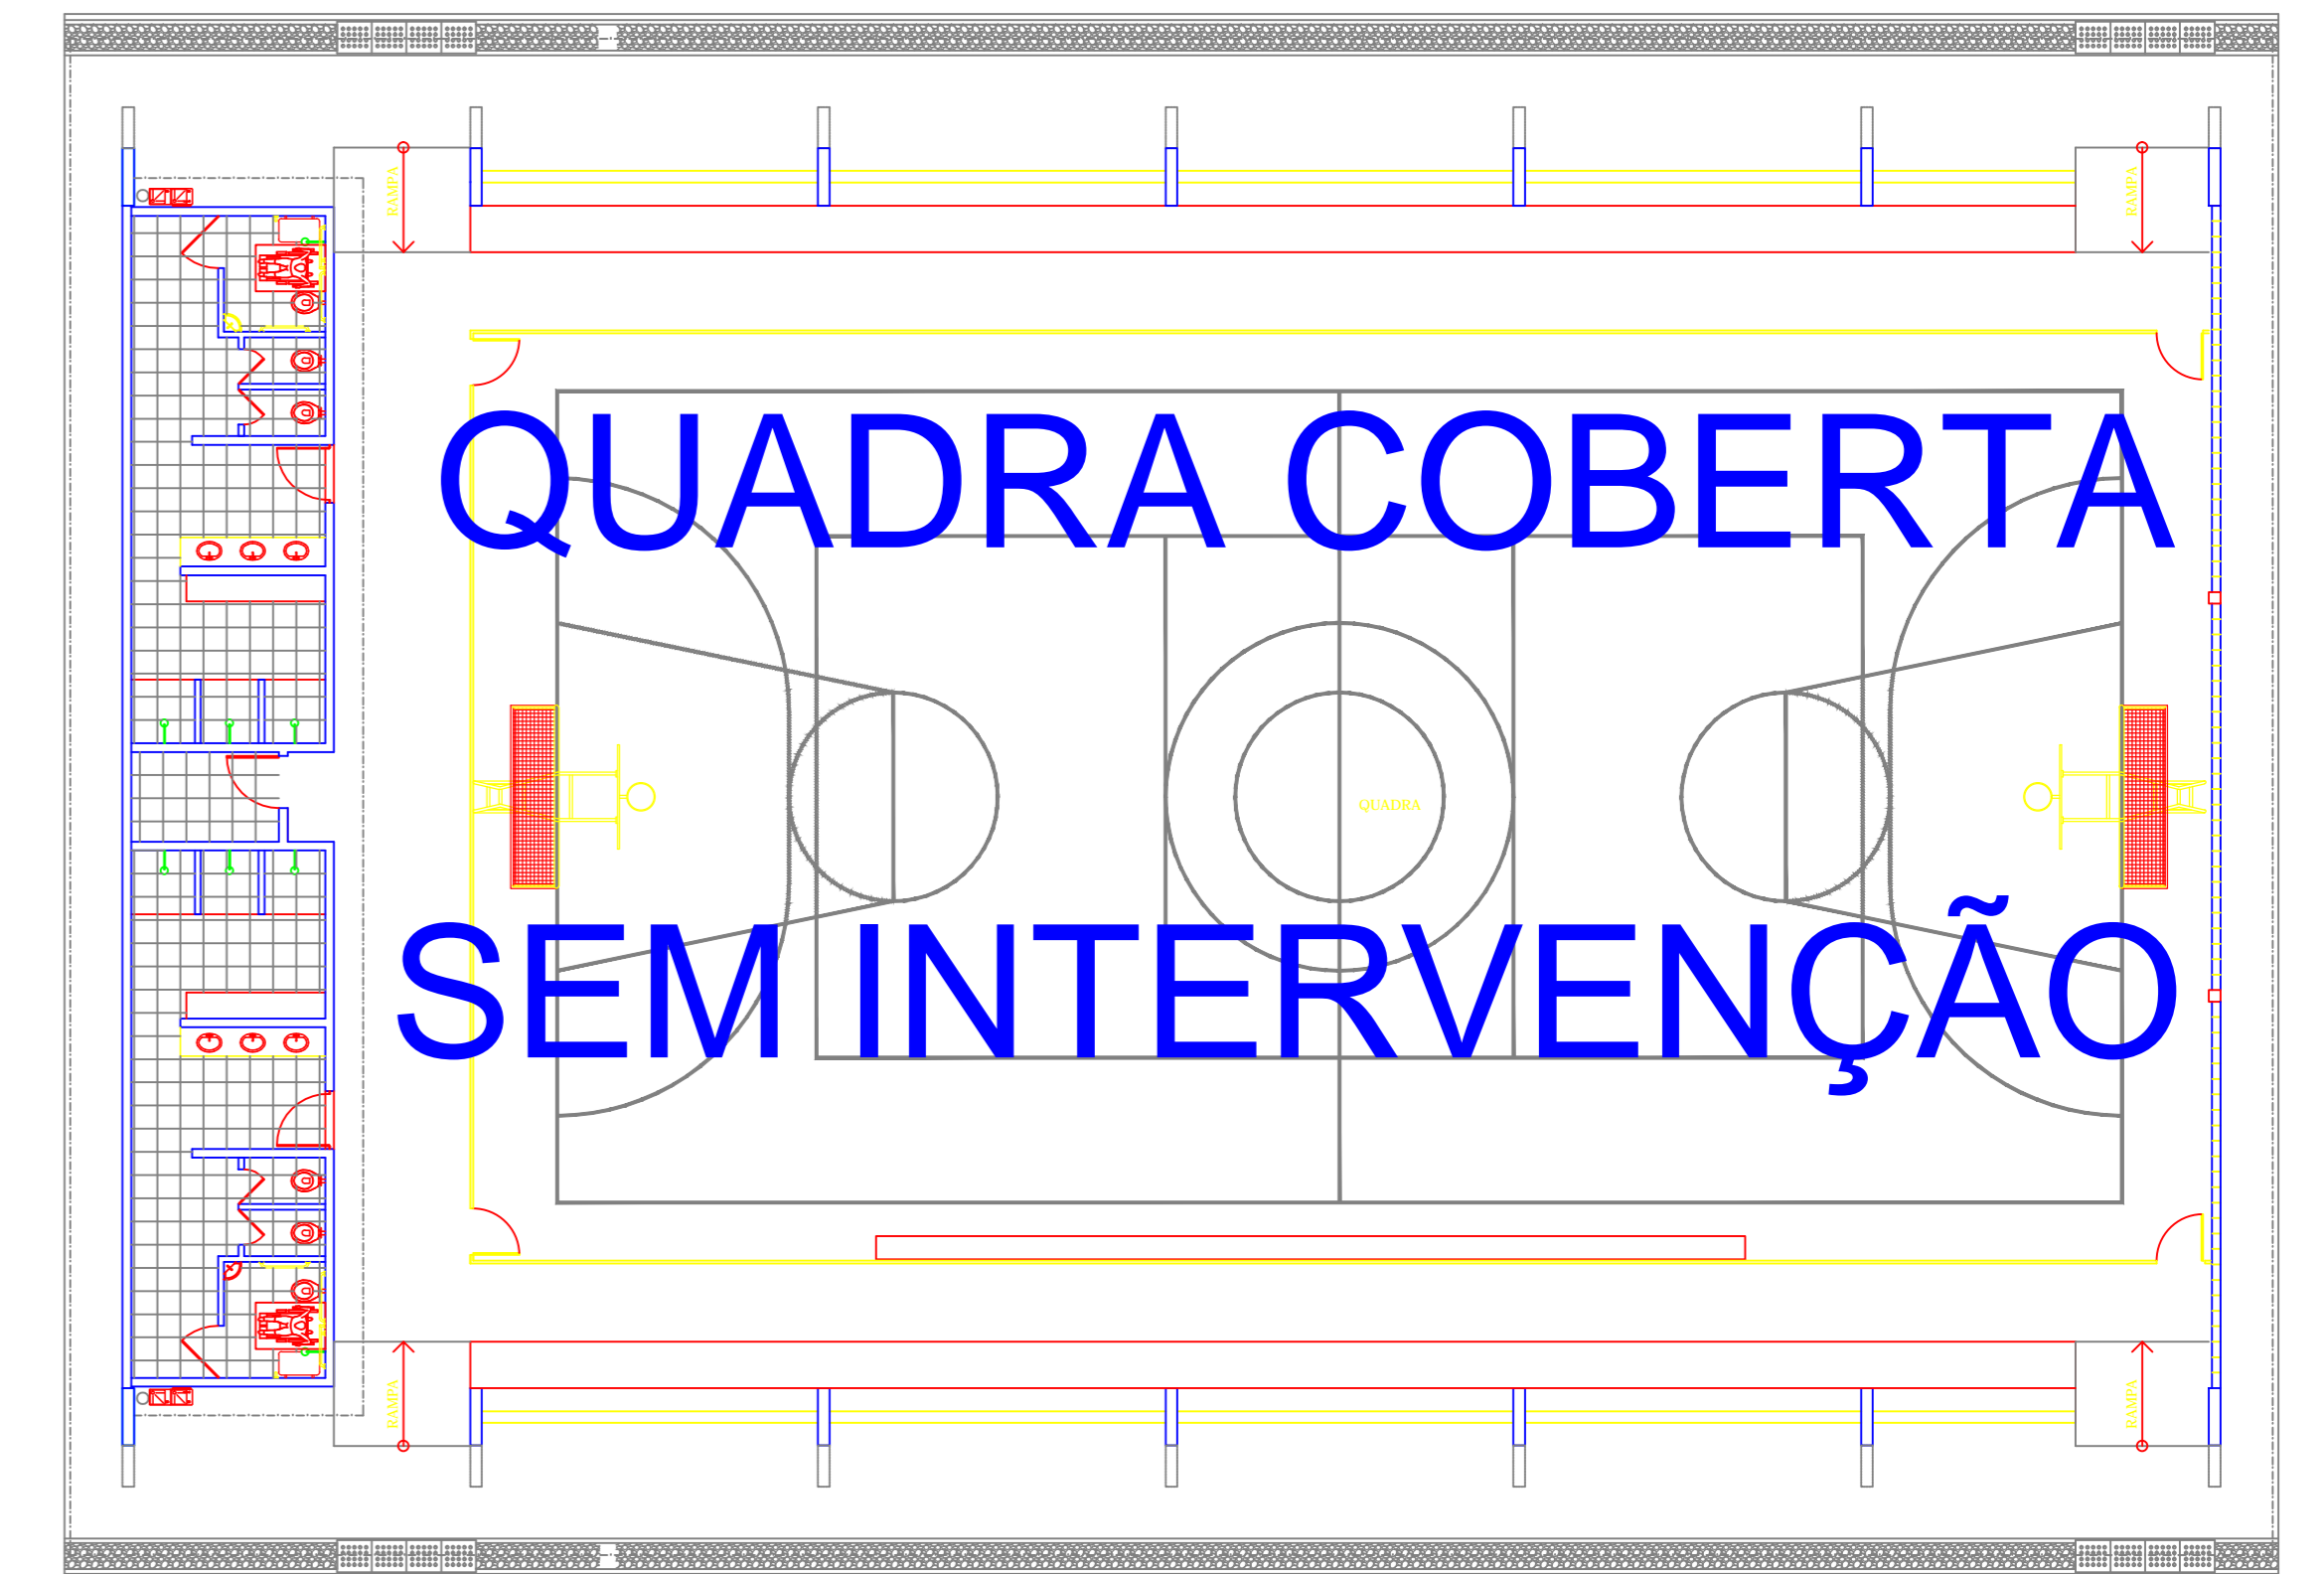 RAMPA
RAMPA
QUADRA COBERTA
QUADRA
SEM INTERVENÇÃO
RAMPA
RAMPA